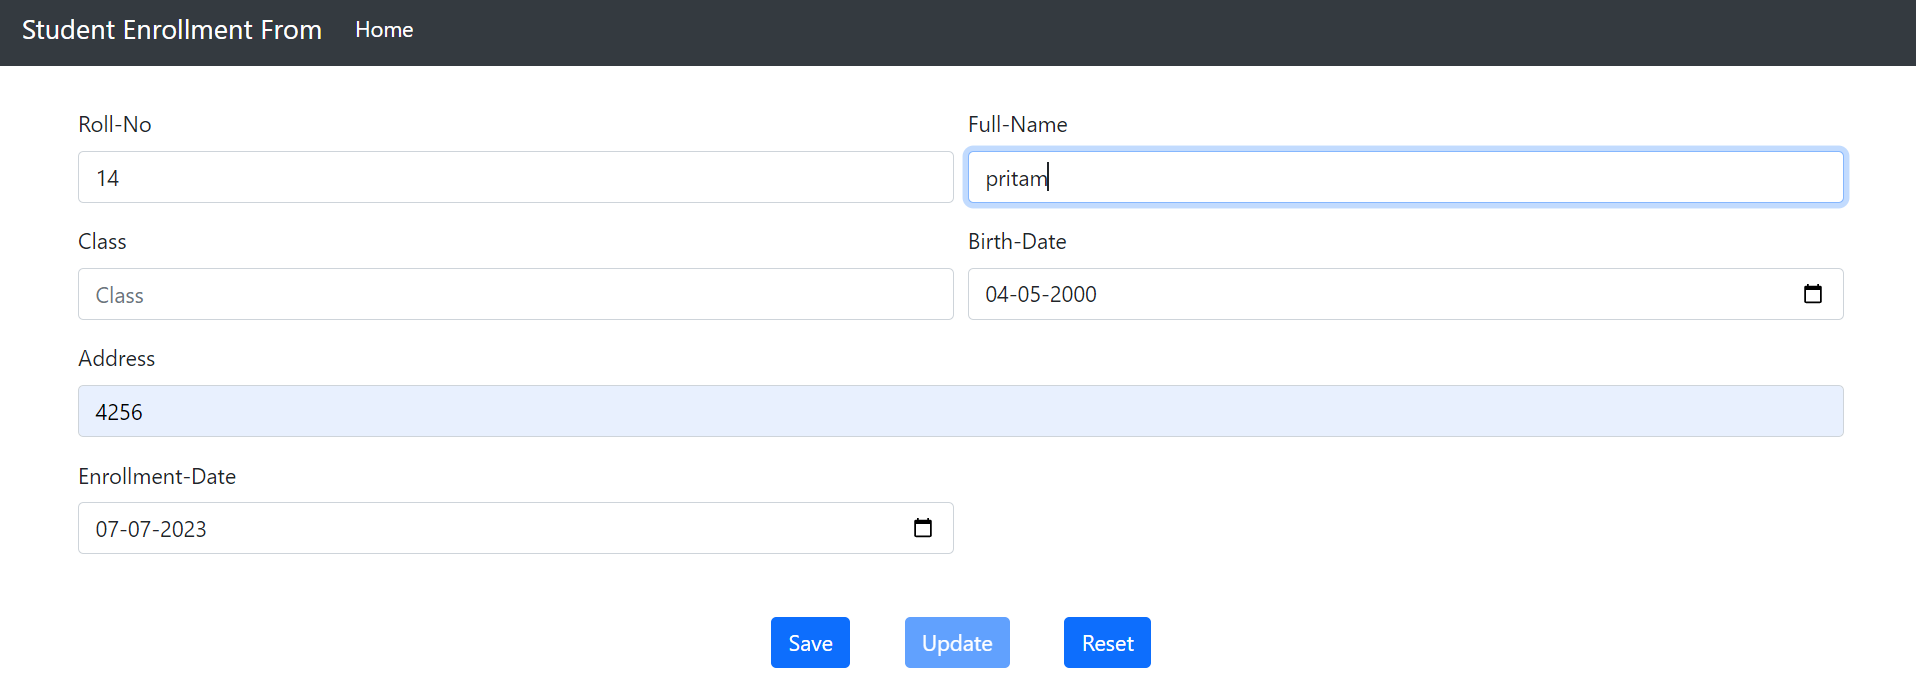 Student Enrollment From Home
Roll-No Full-Name
14 pritam
Class Birth-Date
Class 04-05-2000
Address
4256
Enrollment-Date
07-07-2023
Save Update Reset